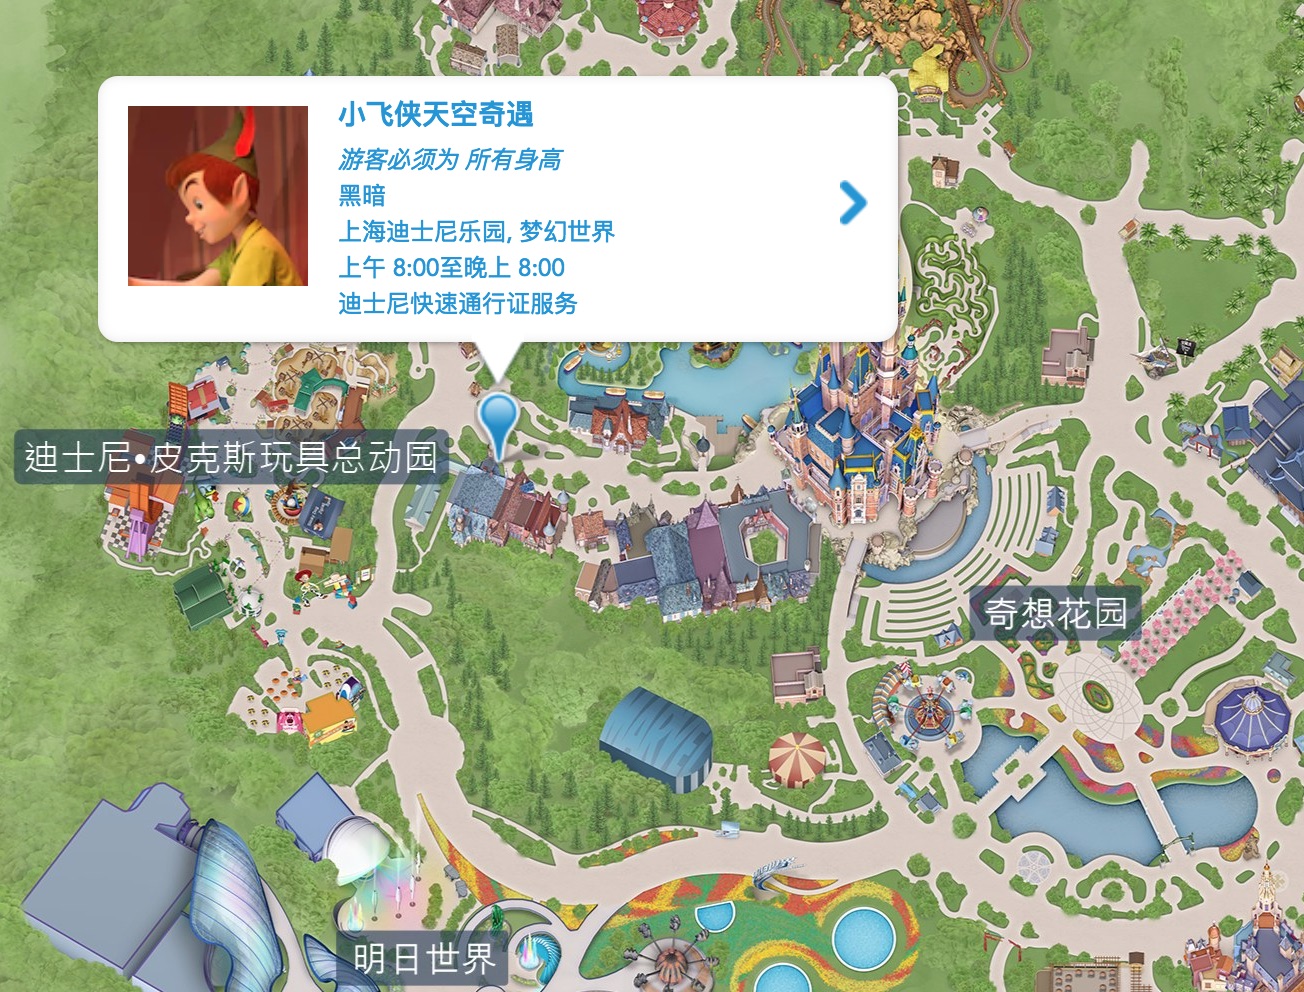 小飞侠天空奇遇
游客必须为 所有身高
黑暗
上海迪士尼乐园, 梦幻世界
上午 8:00至晚上 8:00
迪士尼快速通行证服务
迪士尼•皮克斯玩具总动园
奇想花园
明日世界